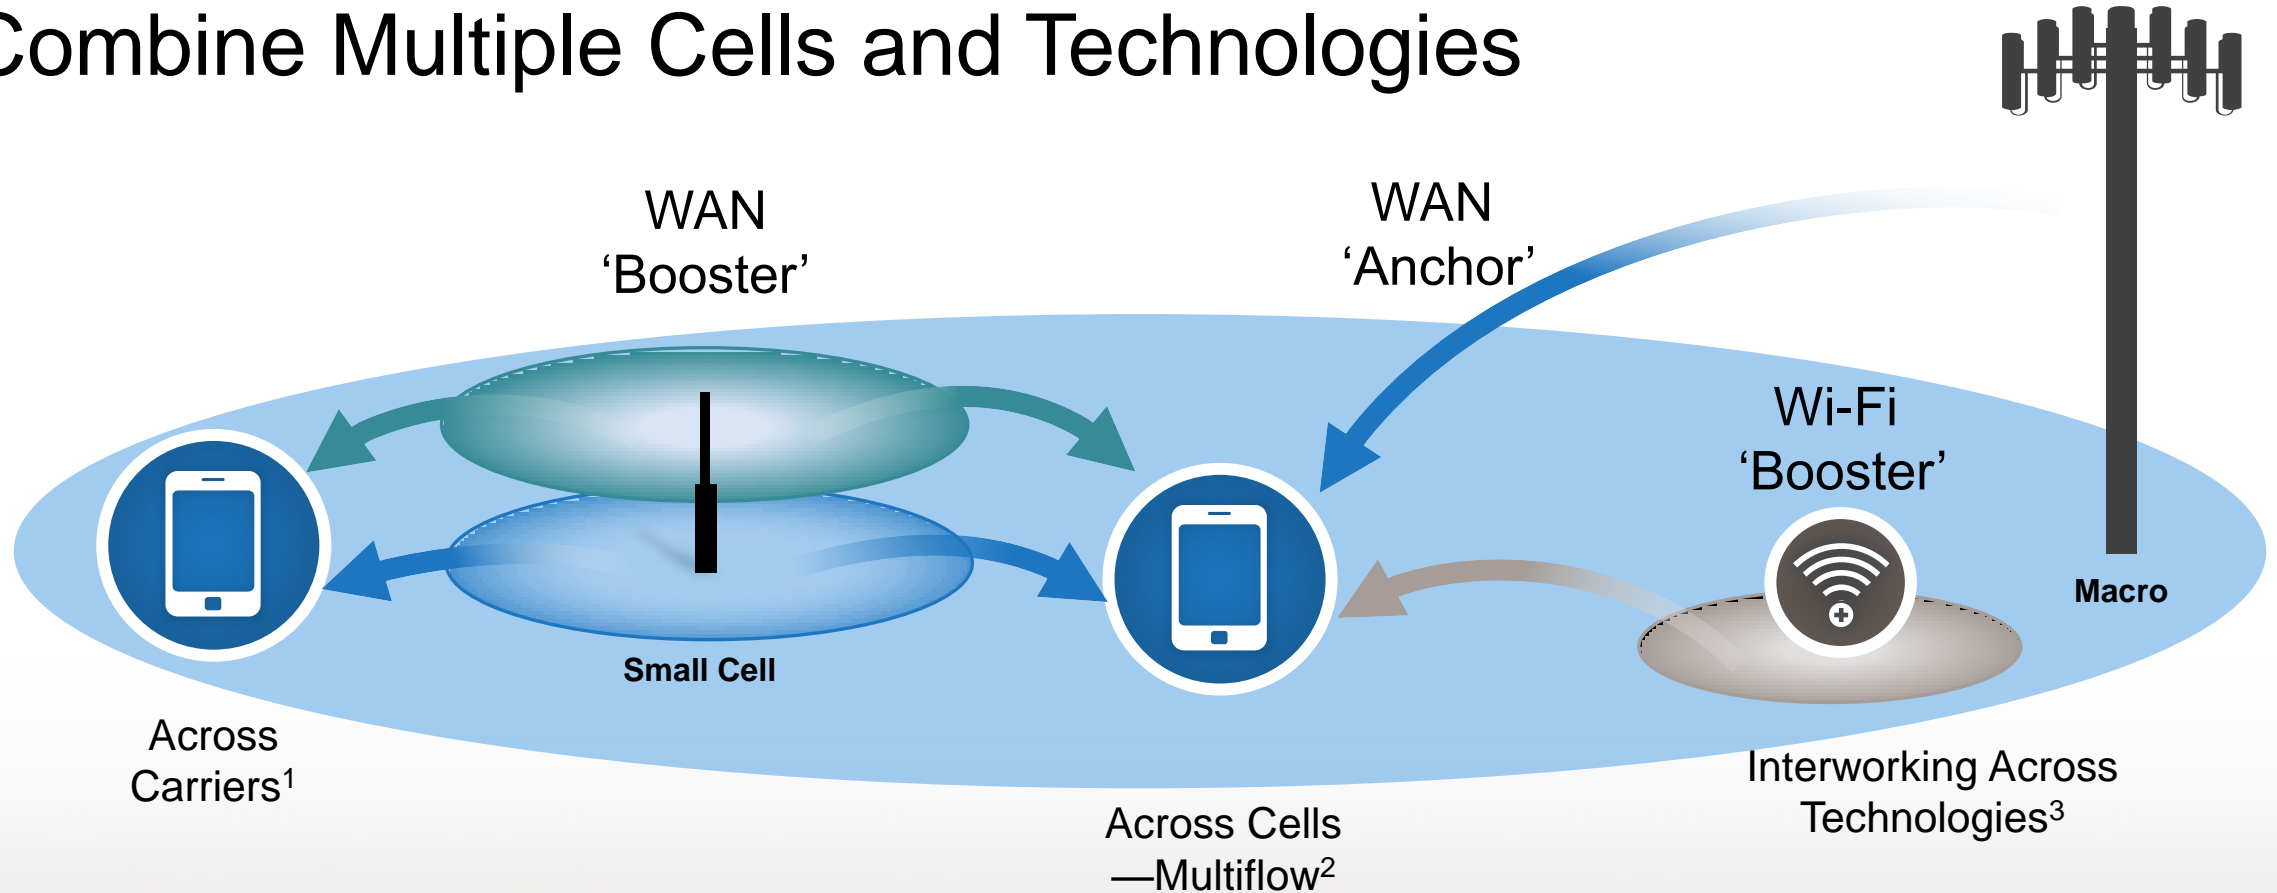 Combine Multiple Cells and Technologies
WAN
‘Booster’
WAN
‘Anchor’
Wi-Fi
‘Booster’
Macro
Small Cell
Across
Carriers¹
Interworking Across
Technologies³
Across Cells
—Multiflow²